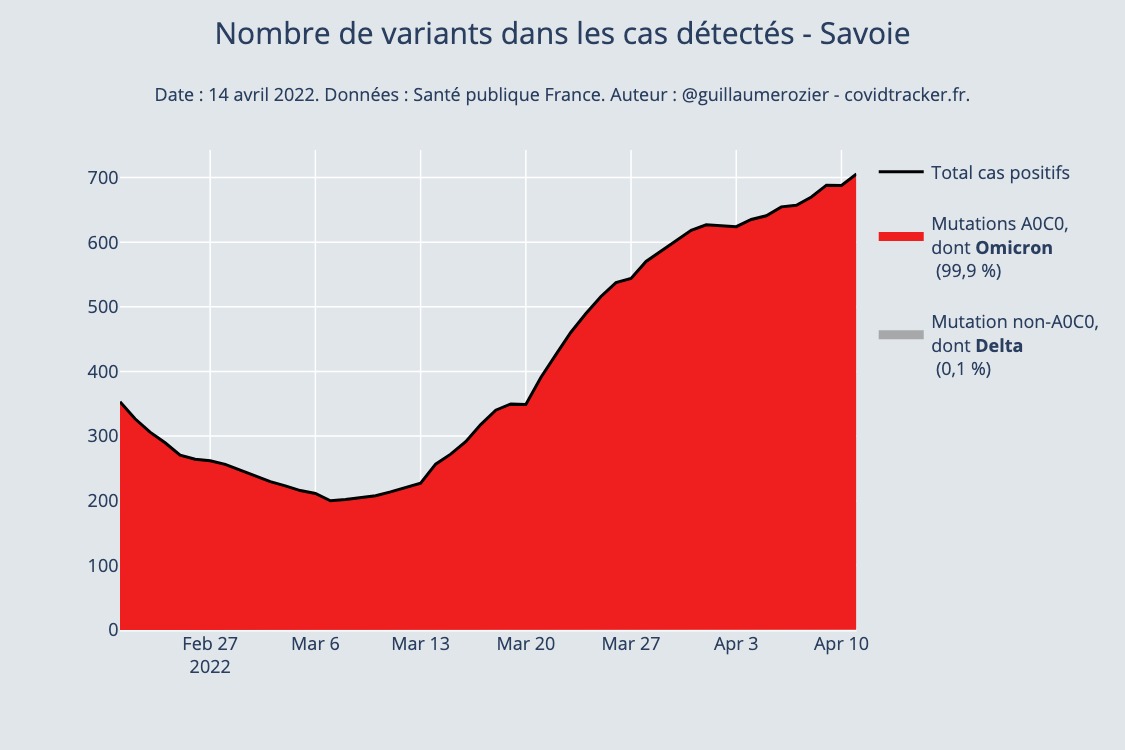 Nombre de variants dans les cas détectés - Savoie
Date : 14 avril 2022. Données : Santé publique France. Auteur : @guillaumerozier - covidtracker.fr.
700
600
500
400
300
200
100
0
Feb 27
2022
Mar 6
Mar 13
Mar 20
Mar 27
Apr 3
Apr 10
Total cas positifs
Mutations A0C0,
dont Omicron
(99,9 %)
Mutation non-A0C0,
dont Delta
(0,1 %)